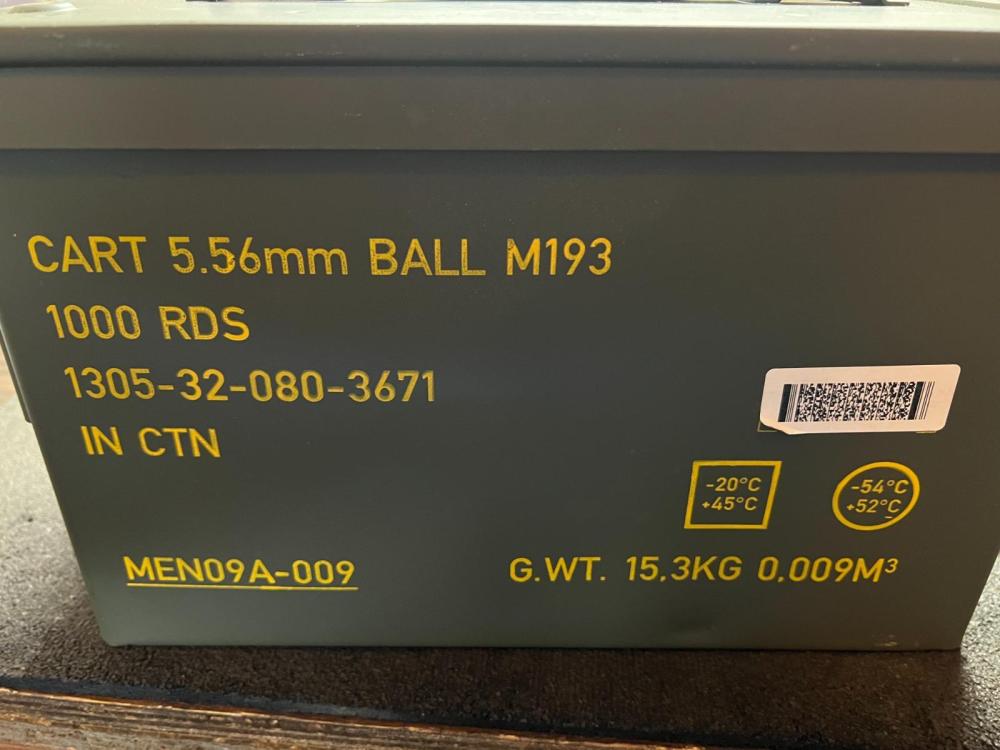 CART 5.56mm BALL M193
1000 RDS
1305-32-080-3671
IN CTN
-20°C
+45°C
-54°C
+52°C
MEN09A-009
G.WT. 15,3KG 0,009M³